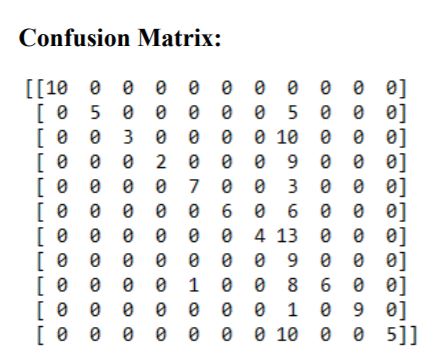 Confusion Matrix:
[[10 0 0 0 0 0 0 0 0 0 0]
[ 0 5 0 0 0 0 0 5 0 0 0]
[ 0 0 3 0 0 0 0 10 0 0 0]
[ 0 0 0 2 0 0 0 9 0 0 0]
[ 0 0 0 0 7 0 0 3 0 0 0]
[ 0 0 0 0 0 6 0 6 0 0 0]
[ 0 0 0 0 0 0 4 13 0 0 0]
[ 0 0 0 0 0 0 0 9 0 0 0]
[ 0 0 0 0 1 0 0 8 6 0 0]
[ 0 0 0 0 0 0 0 1 0 9 0]
[ 0 0 0 0 0 0 0 10 0 0 5]]